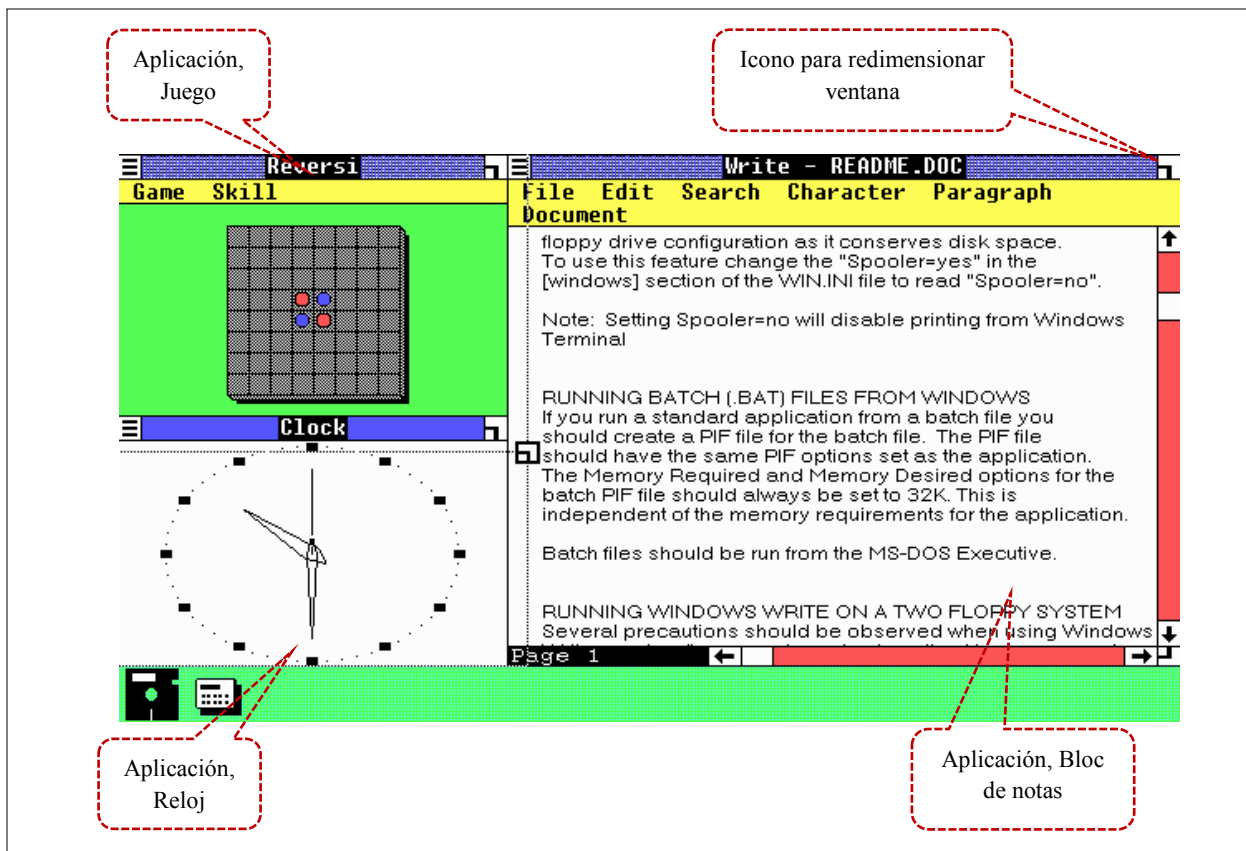 Aplicación,
Juego
Icono para redimensionar
ventana
Reversi
Game Skill
Write - README.DOC
File Edit Search Character Paragraph
Document
floppy drive configuration as it conserves disk space.
To use this feature change the "Spooler=yes" in the
[windows] section of the WIN.INI file to read "Spooler=no".
Note: Setting Spooler=no will disable printing from Windows
Terminal
RUNNING BATCH (.BAT) FILES FROM WINDOWS
If you run a standard application from a batch file you
should create a PIF file for the batch file. The PIF file
should have the same PIF options set as the application.
The Memory Required and Memory Desired options for the
batch PIF file should always be set to 32K. This is
independent of the memory requirements for the application.
Batch files should be run from the MS-DOS Executive.
RUNNING WINDOWS WRITE ON A TWO FLOPPY SYSTEM
Several precautions should be observed when using Windows
Page 1
Clock
Aplicación,
Reloj
Aplicación, Bloc
de notas